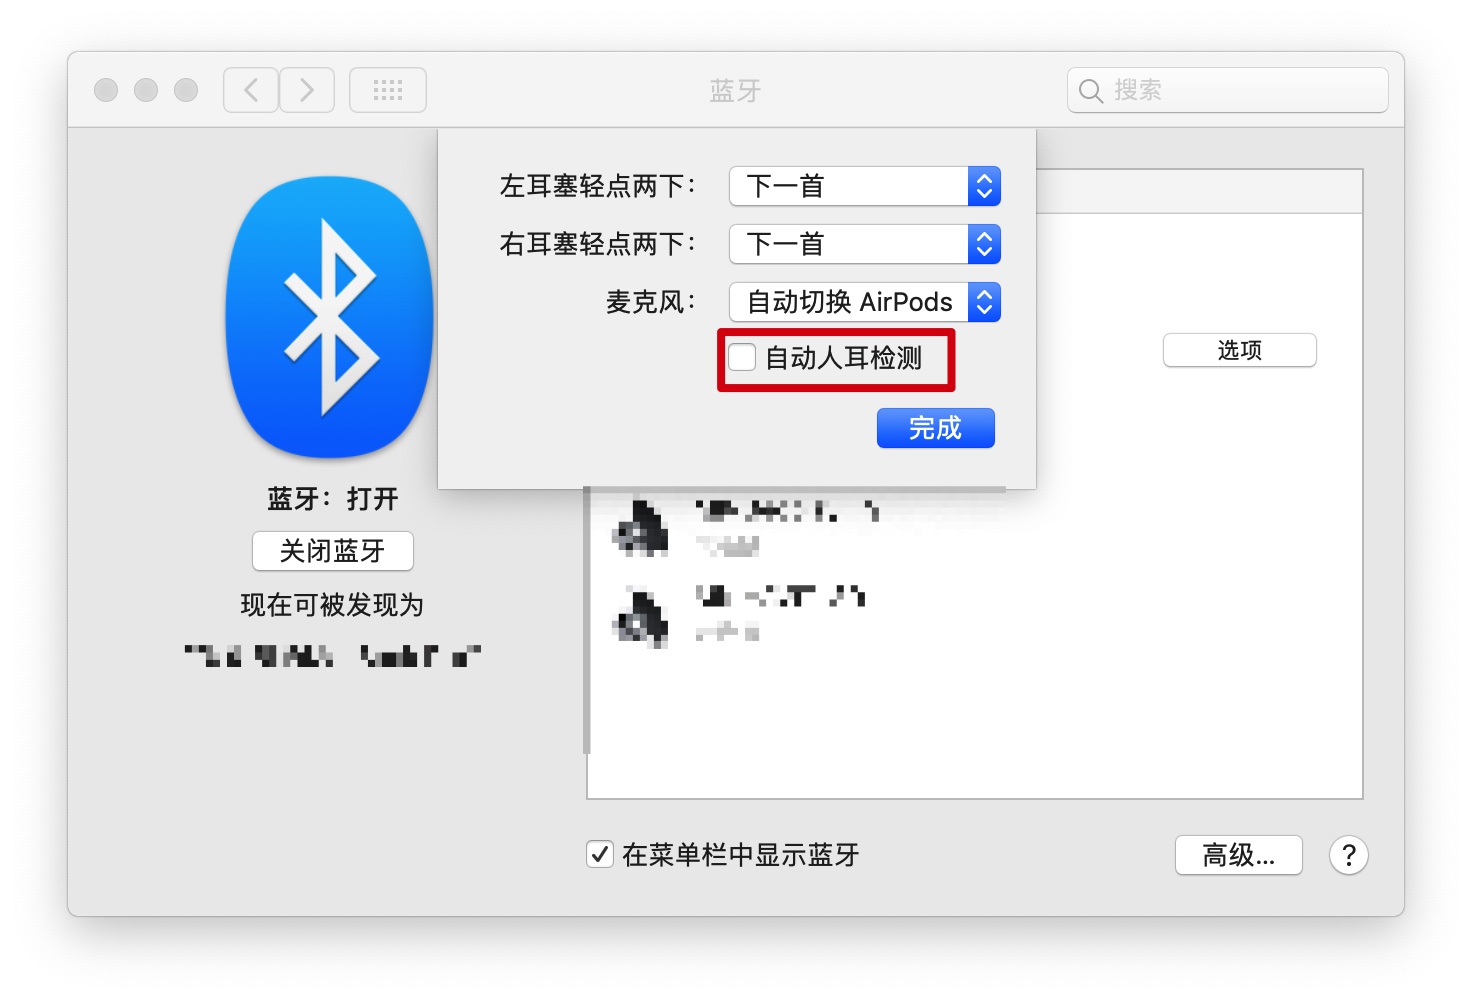 蓝牙
搜索
左耳塞轻点两下：
下一首
右耳塞轻点两下：
下一首
麦克风：
自动切换 AirPods
自动人耳检测
完成
选项
蓝牙：打开
关闭蓝牙
现在可被发现为
在菜单栏中显示蓝牙
高级...
?